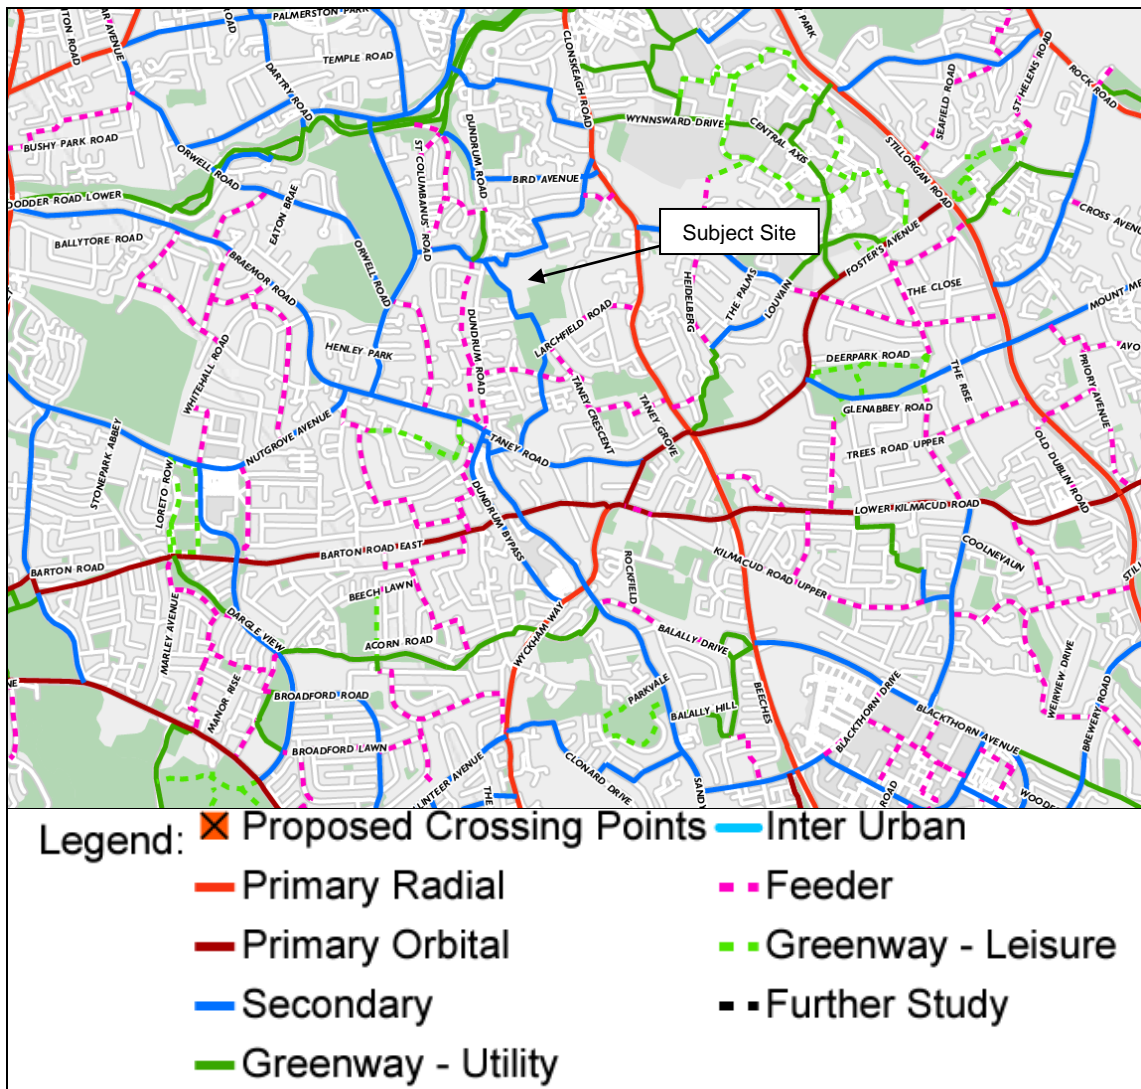 PALMERSTON PARK
TEMPLE ROAD
DARTRY ROAD
CLONSKEAGH ROAD
PARK
AVENUE
BUSHY PARK ROAD
ORWELL ROAD
DODDER ROAD LOWER
BALLYTORE ROAD
EATON BRAE
BRAEMOR ROAD
ORWELL ROAD
ST COLUMBANUS' ROAD
DUNDRUM ROAD
BIRD AVENUE
WYNNSWARD DRIVE
CENTRAL AXIS
STILLORGAN ROAD
SEAFIELD ROAD
ST HELENS ROAD
ROCK ROAD
CROSS AVENUE
Subject Site
FOSTER'S AVENUE
THE CLOSE
THE PALMS
LOUVAIN
HEIDELBERG
LARCHFIELD ROAD
DUNDRUM ROAD
HENLEY PARK
WHITEHALL ROAD
NUTGROVE AVENUE
TANEY CRESCENT
TANEY GROVE
TANEY ROAD
DEERPARK ROAD
GLENABBEY ROAD
THE RISE
PRIORY AVENUE
TREES ROAD UPPER
OLD DUBLIN ROAD
STONEPARK ABBEY
LORETO ROW
DUNDRUM BYPASS
LOWER KILMACUD ROAD
COOLNEVAUN
BARTON ROAD
BARTON ROAD EAST
KILMACUD ROAD UPPER
BEECH LAWN
ROCKFIELD
MARLEY AVENUE
DARGLE VIEW
ACORN ROAD
WYCKHAM WAY
BALALLY DRIVE
MANOR RISE
BROADFORD ROAD
PARKVALE
BALALLY HILL
BEECHES
BLACKTHORN DRIVE
BLACKTHORN AVENUE
WEIRVIEW DRIVE
BREWERY ROAD
BROADFORD LAWN
CLONARD DRIVE
THE
ROAD
Legend:
Proposed Crossing Points
Inter Urban
Primary Radial
Feeder
Primary Orbital
Greenway - Leisure
Secondary
Further Study
Greenway - Utility